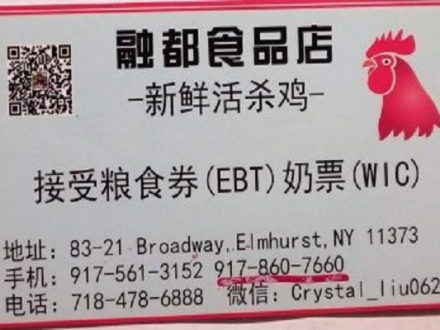 融都食品店
-新鲜活杀鸡-
接受粮食券(EBT)奶票(WIC)
地址: 83-21 Broadway, Elmhurst,NY 11373
手机: 917-561-3152 917-860-7660
电话: 718-478-6888 微信: Crystal_liu062